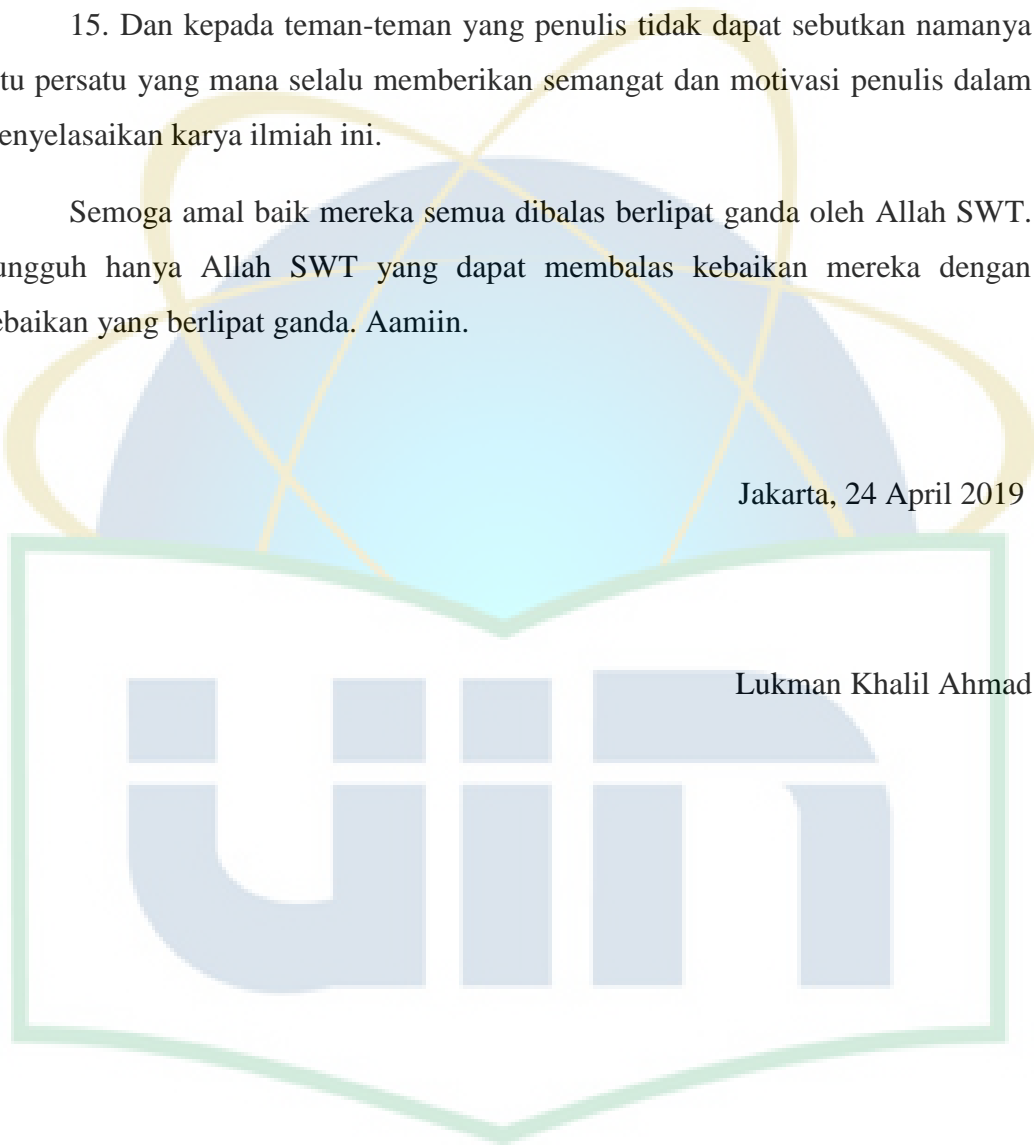 15. Dan kepada teman-teman yang penulis tidak dapat sebutkan namanya
tu persatu yang mana selalu memberikan semangat dan motivasi penulis dalam
enyelasaikan karya ilmiah ini.
Semoga amal baik mereka semua dibalas berlipat ganda oleh Allah SWT.
ungguh hanya Allah SWT yang dapat membalas kebaikan mereka dengan
ebaikan yang berlipat ganda. Aamiin.
Jakarta, 24 April 2019
Lukman Khalil Ahmad
uin